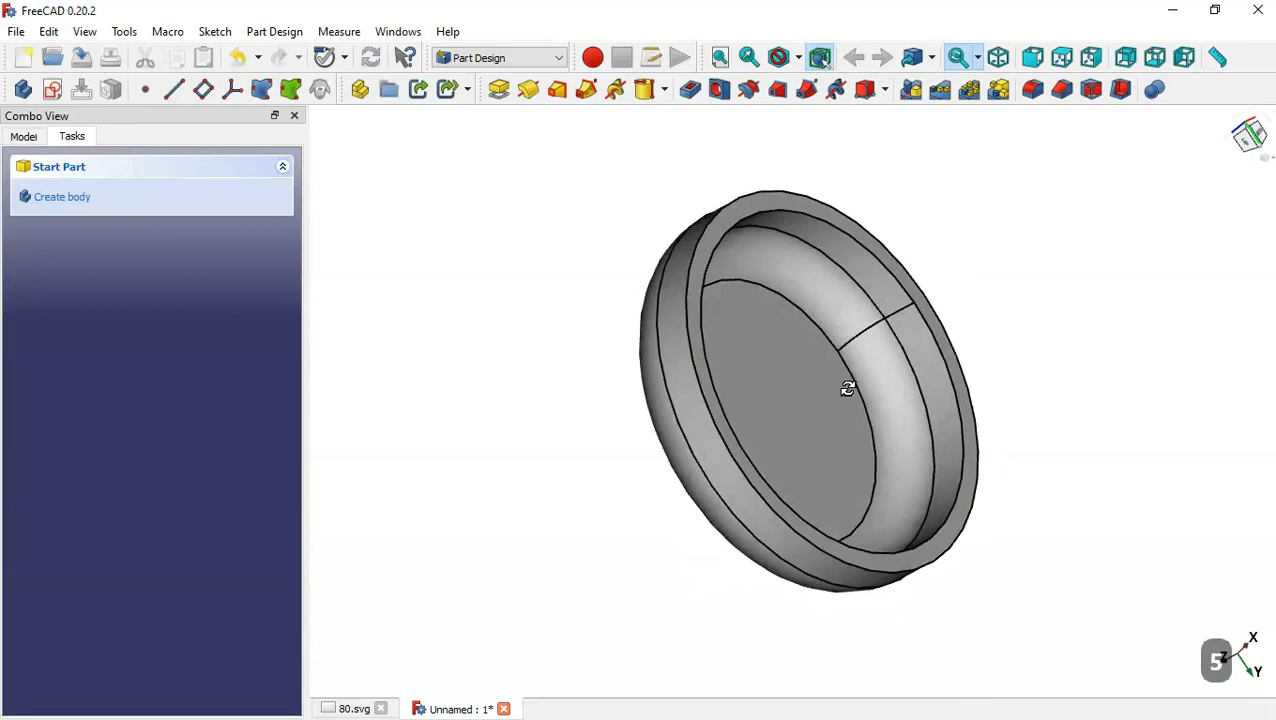 FreeCAD 0.20.2
File Edit View Tools Macro Sketch Part Design Measure Windows Help
Part Design
Combo View
Model Tasks
Start Part
Create body
80.svg
Unnamed : 1*
5
X
Z
Y